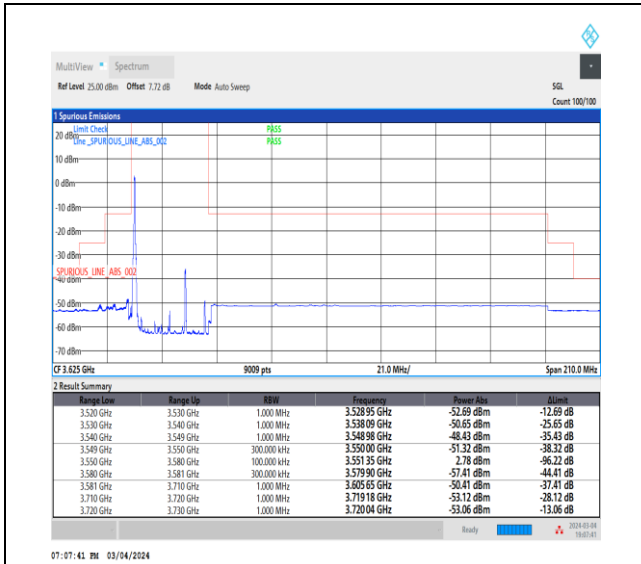 MultiView Spectrum
Ref Level 25.00 dBm Offset 7.72 dB Mode Auto Sweep SGL
Count 100/100
1 Spurious Emissions
Limit Check PASS
20 dBm
Line _SPURIOUS_LINE_ABS_002 PASS
10 dBm
0 dBm
-10 dBm
-20 dBm
-30 dBm
SPURIOUS_LINE_ABS_002
-40 dBm
-50 dBm
-60 dBm
-70 dBm
CF 3.625 GHz 9009 pts 21.0 MHz/ Span 210.0 MHz
2 Result Summary
Range Low Range Up RBW Frequency Power Abs ΔLimit
3.520 GHz 3.530 GHz 1.000 MHz 3.52895 GHz -52.69 dBm -12.69 dB
3.530 GHz 3.540 GHz 1.000 MHz 3.53809 GHz -50.65 dBm -25.65 dB
3.540 GHz 3.549 GHz 1.000 MHz 3.54898 GHz -48.43 dBm -35.43 dB
3.549 GHz 3.550 GHz 300.000 kHz 3.55000 GHz -51.32 dBm -38.32 dB
3.550 GHz 3.580 GHz 100.000 kHz 3.55135 GHz 2.78 dBm -96.22 dB
3.580 GHz 3.581 GHz 300.000 kHz 3.57990 GHz -57.41 dBm -44.41 dB
3.581 GHz 3.710 GHz 1.000 MHz 3.60565 GHz -50.41 dBm -37.41 dB
3.710 GHz 3.720 GHz 1.000 MHz 3.71918 GHz -53.12 dBm -28.12 dB
3.720 GHz 3.730 GHz 1.000 MHz 3.72004 GHz -53.06 dBm -13.06 dB
Ready 2024-03-04
19:07:41
07:07:41 PM 03/04/2024